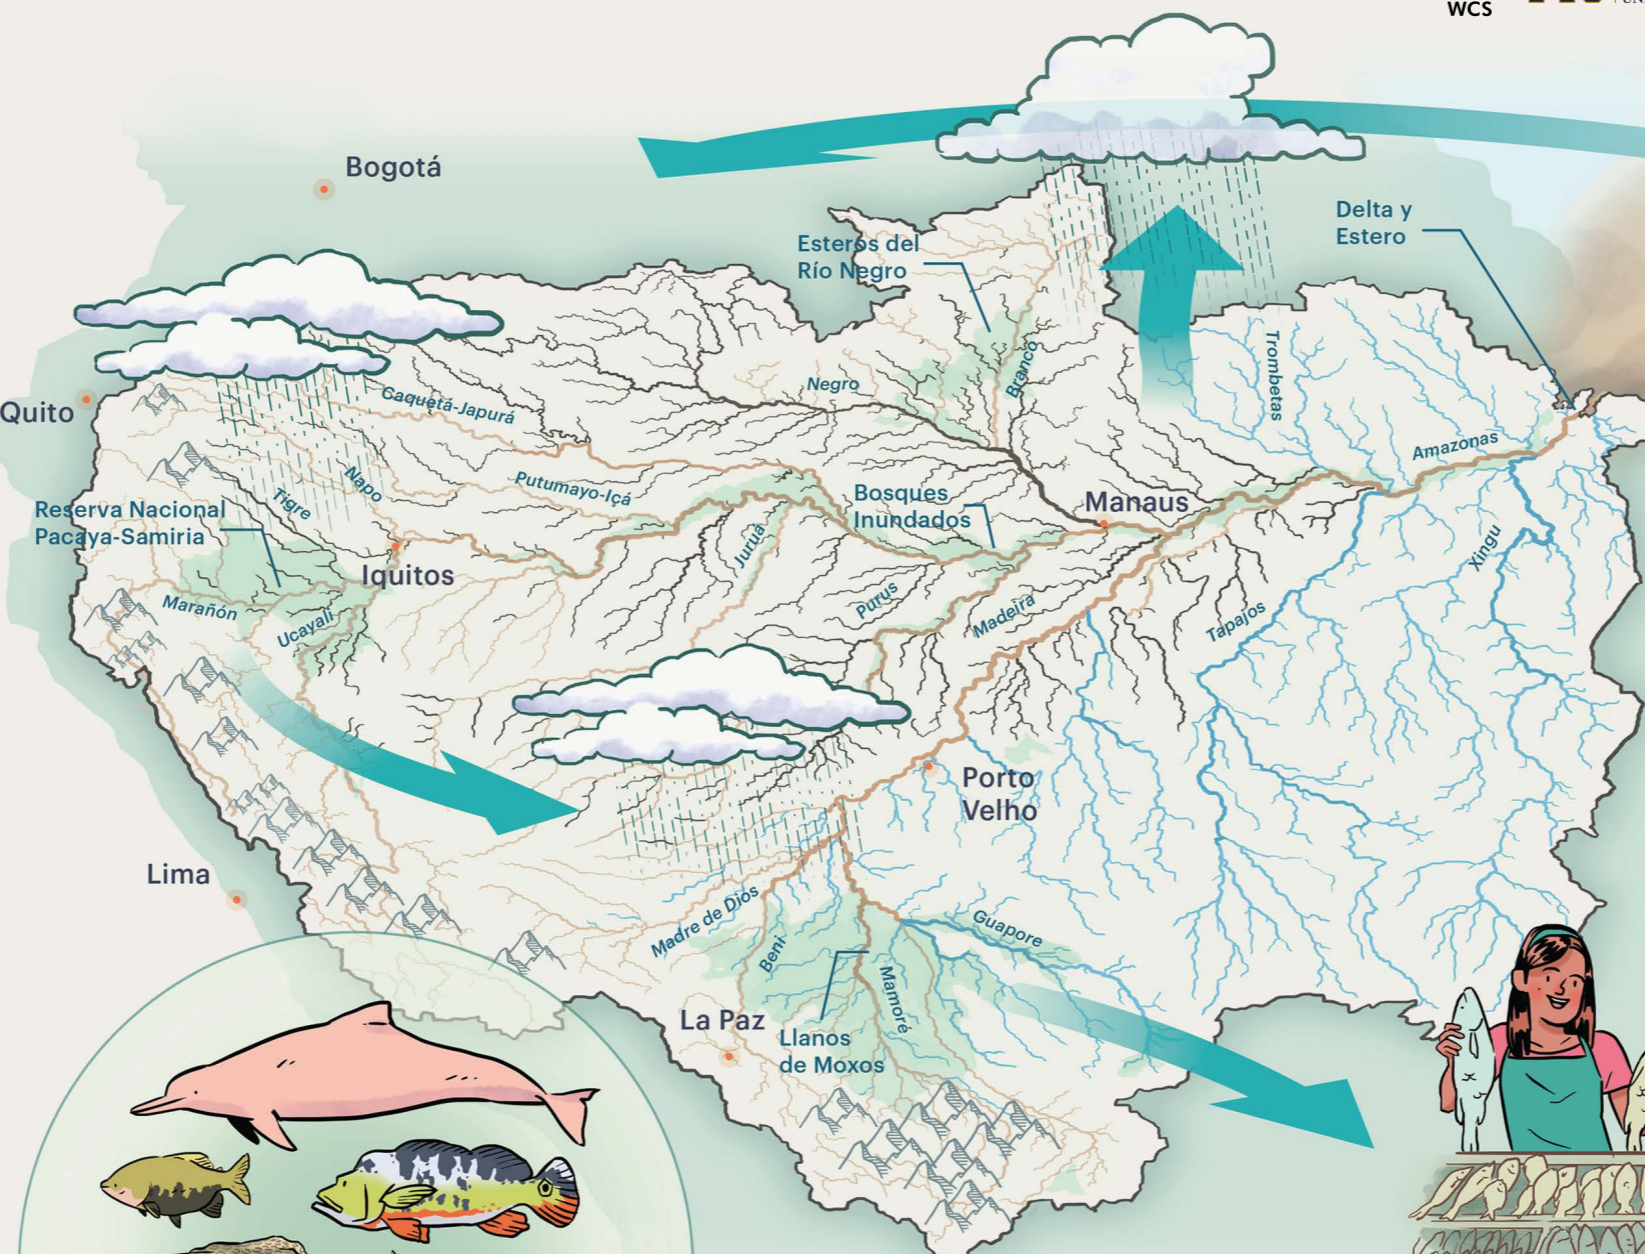 WCS
Bogotá
Delta y
Estero
Esteros del
Río Negro
Trombetas
Branco
Negro
Quito
Caquetá-Japurá
Amazonas
Napo
Putumayo-Içá
Bosques
Inundados
Manaus
Tigre
Reserva Nacional
Pacaya-Samiria
Juruá
Xingu
Iquitos
Marañón
Ucayali
Purus
Madeira
Tapajos
Porto
Velho
Lima
Madre de Dios
Beni
Guapore
Mamoré
La Paz
Llanos
de Moxos